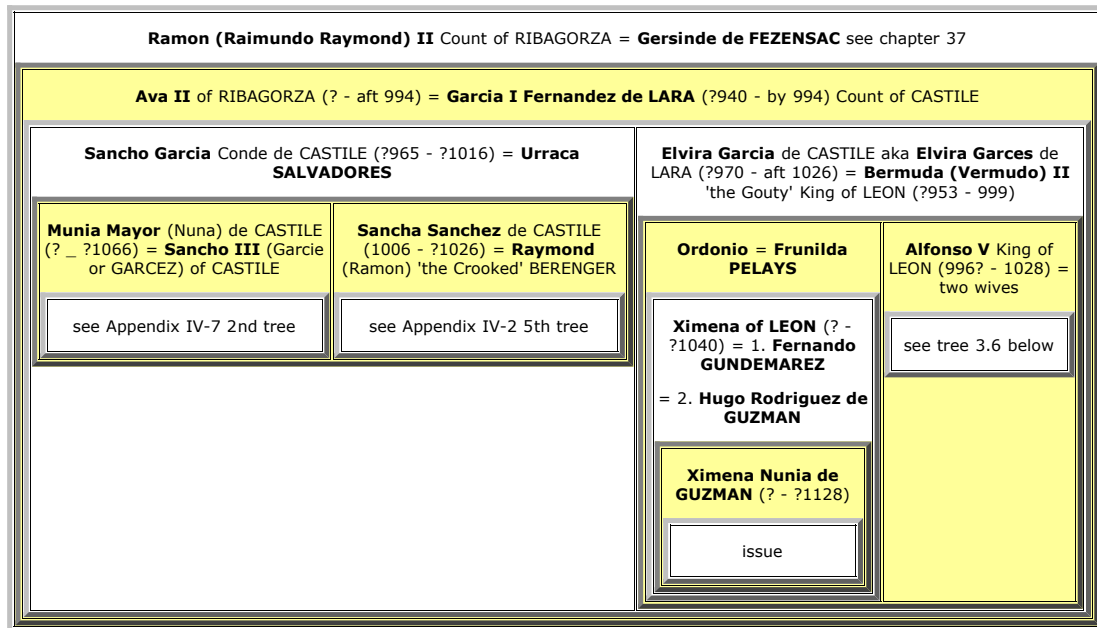 Ramon (Raimundo Raymond) II Count of RIBAGORZA = Gersinde de FEZENSAC see chapter 37
Ava II of RIBAGORZA (? - aft 994) = Garcia I Fernandez de LARA (?940 - by 994) Count of CASTILE
Sancho Garcia Conde de CASTILE (?965 - ?1016) = Urraca
SALVADORES
Munia Mayor (Nuna) de CASTILE
(? _ ?1066) = Sancho III (Garcie
or GARCEZ) of CASTILE
see Appendix IV-7 2nd tree
Sancha Sanchez de CASTILE
(1006 - ?1026) = Raymond
(Ramon) 'the Crooked' BERENGER
see Appendix IV-2 5th tree
Elvira Garcia de CASTILE aka Elvira Garces de
LARA (?970 - aft 1026) = Bermuda (Vermudo) II
'the Gouty' King of LEON (?953 - 999)
Ordonio = Frunilda
PELAYS
Ximena of LEON (? -
?1040) = 1. Fernando
GUNDEMAREZ
= 2. Hugo Rodriguez de
GUZMAN
Ximena Nunia de
GUZMAN (? - ?1128)
issue
Alfonso V King of
LEON (996? - 1028) =
two wives
see tree 3.6 below